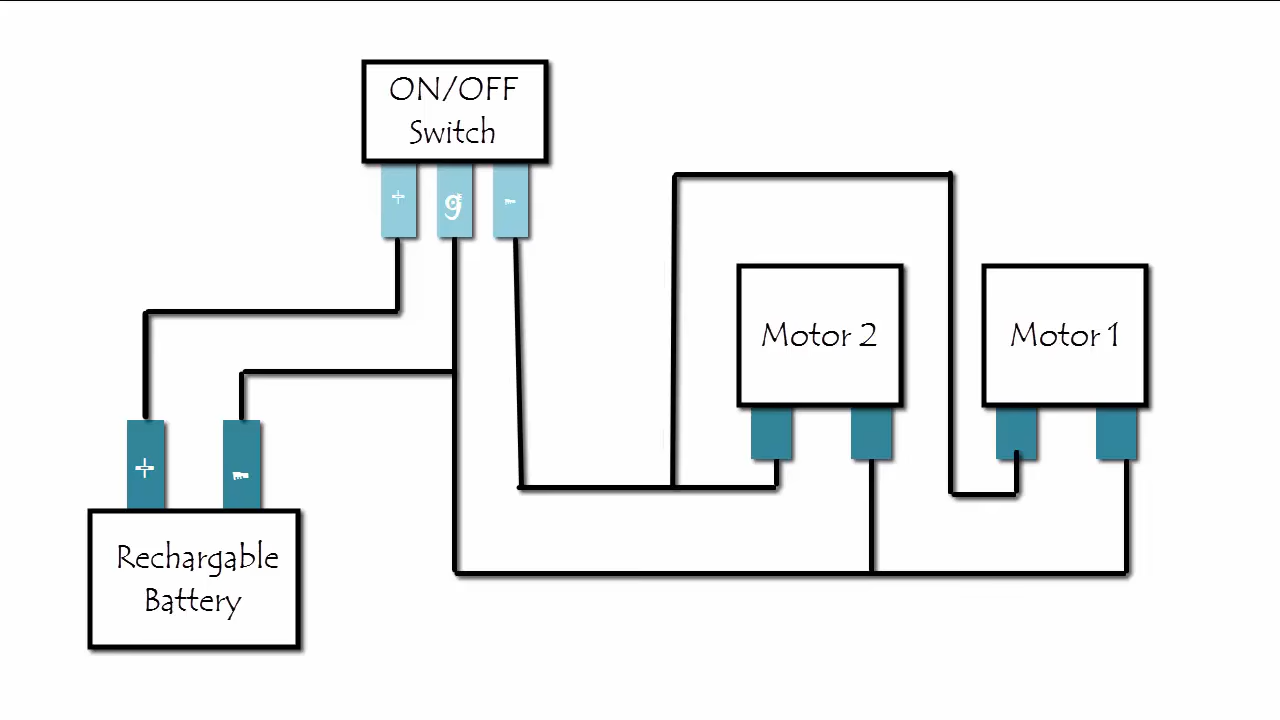 ON/OFF
Switch
+ g -
Motor 2 Motor 1
+ -
Rechargable
Battery